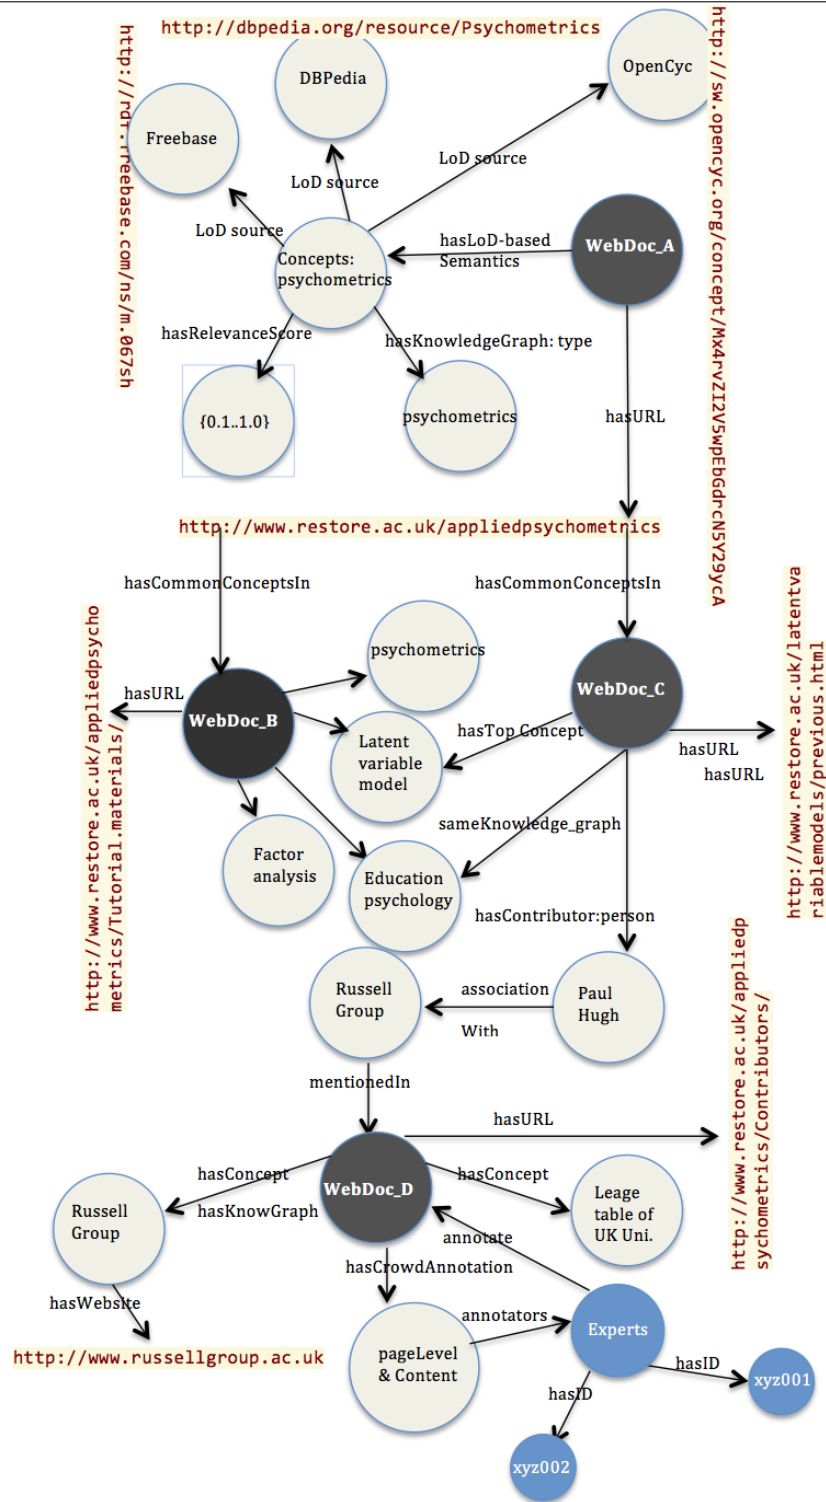 http://dbpedia.org/resource/Psychometrics
http://rdf.freebase.com/ns/m.067sh
http://sw.opencyc.org/concept/Mx4rvZI2V5wpEbGdrcN5Y29ycA
DBPedia
OpenCyc
Freebase
LoD source
LoD source
LoD source
Concepts:
psychometrics
hasLoD-based
Semantics
WebDoc_A
hasRelevanceScore
hasKnowledgeGraph: type
{0.1..1.0}
psychometrics
hasURL
http://www.restore.ac.uk/appliedpsychometrics
hasCommonConceptsIn
hasCommonConceptsIn
http://www.restore.ac.uk/appliedpsycho
metrics/Tutorial.materials/
http://www.restore.ac.uk/latentva
riablemodels/previous.html
psychometrics
hasURL
WebDoc_B
WebDoc_C
hasTop Concept
Latent
variable
model
hasURL
hasURL
sameKnowledge_graph
Factor
analysis
Education
psychology
hasContributor:person
Russell
Group
association
With
Paul
Hugh
http://www.restore.ac.uk/appliedp
sychometrics/Contributors/
mentionedIn
hasURL
hasConcept
WebDoc_D
hasConcept
hasKnowGraph
Russell
Group
Leage
table of
UK Uni.
annotate
hasCrowdAnnotation
hasWebsite
annotators
Experts
http://www.russellgroup.ac.uk
pageLevel
& Content
hasID
xyz001
hasID
xyz002